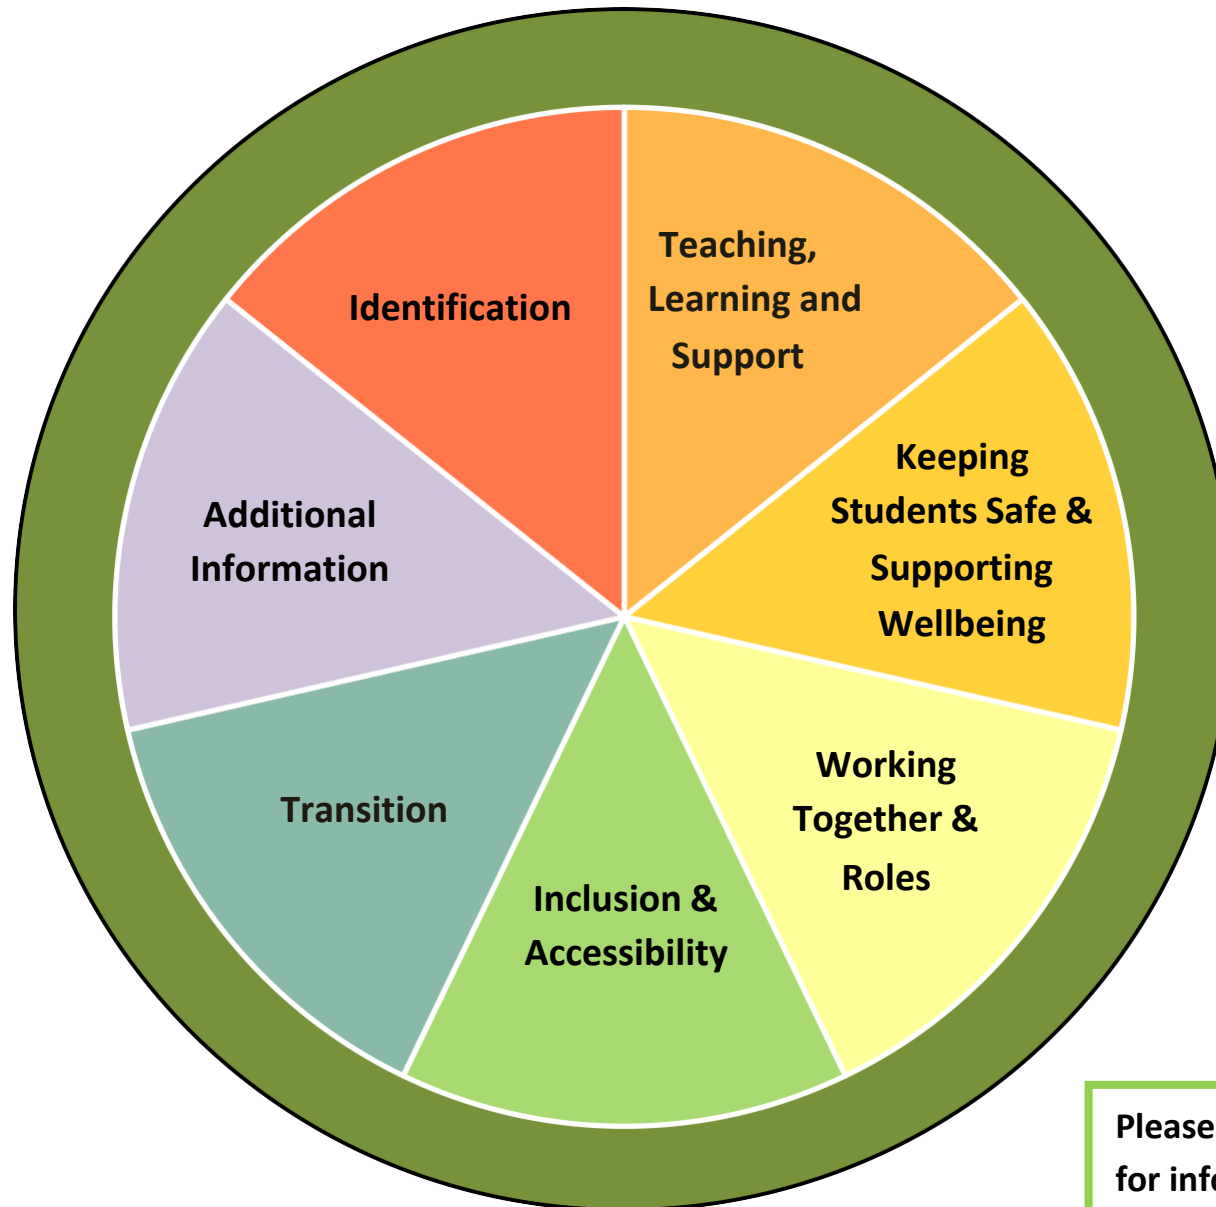 Identification
Teaching,
Learning and
Support
Keeping
Students Safe &
Supporting
Wellbeing
Working
Together &
Roles
Inclusion &
Accessibility
Transition
Additional
Information
Please
for